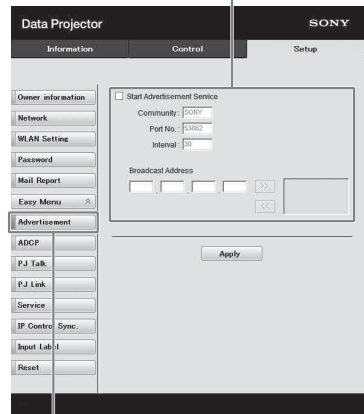 Data Projector
SONY
Information
Control
Setup
Owner information
Network
WLAN Setting
Password
Mail Report
Easy Menu
Advertisement
ADCP
PJ Talk
PJ Link
Service
IP Control Sync.
Input Label
Reset
Start Advertisement Service
Community: SONY
Port No.: 53862
Interval: 30
Broadcast Address
. . .
>>
<<
Apply